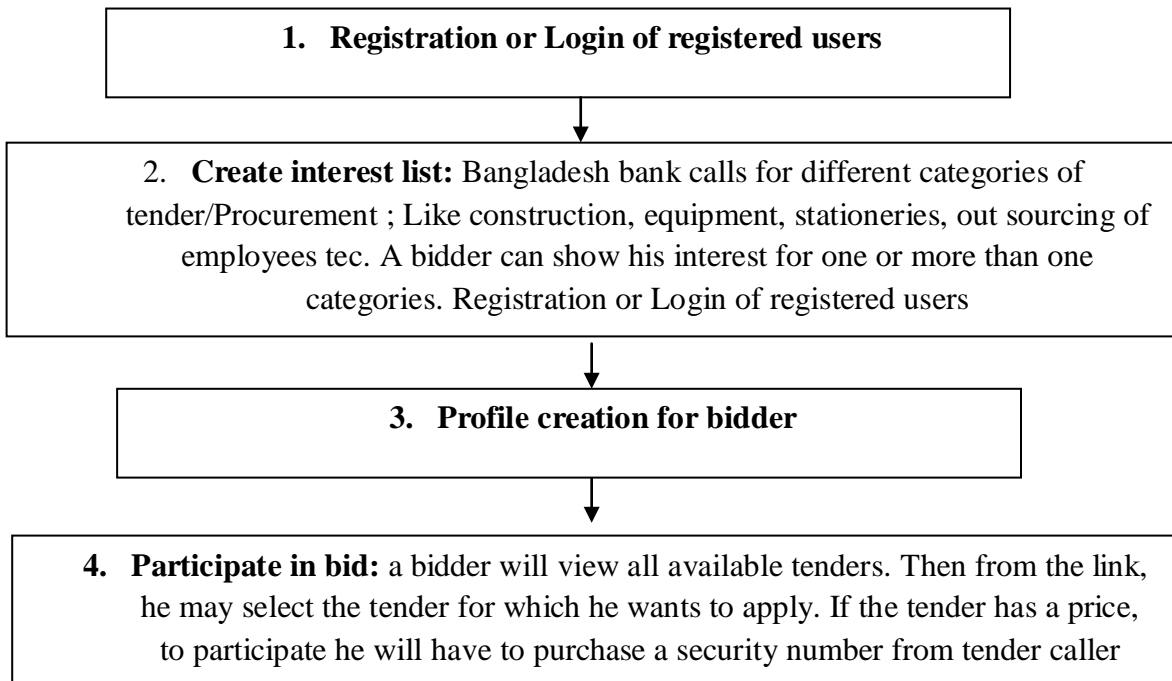 1. Registration or Login of registered users
2. Create interest list: Bangladesh bank calls for different categories of
tender/Procurement ; Like construction, equipment, stationeries, out sourcing of
employees tec. A bidder can show his interest for one or more than one
categories. Registration or Login of registered users
3. Profile creation for bidder
4. Participate in bid: a bidder will view all available tenders. Then from the link,
he may select the tender for which he wants to apply. If the tender has a price,
to participate he will have to purchase a security number from tender caller